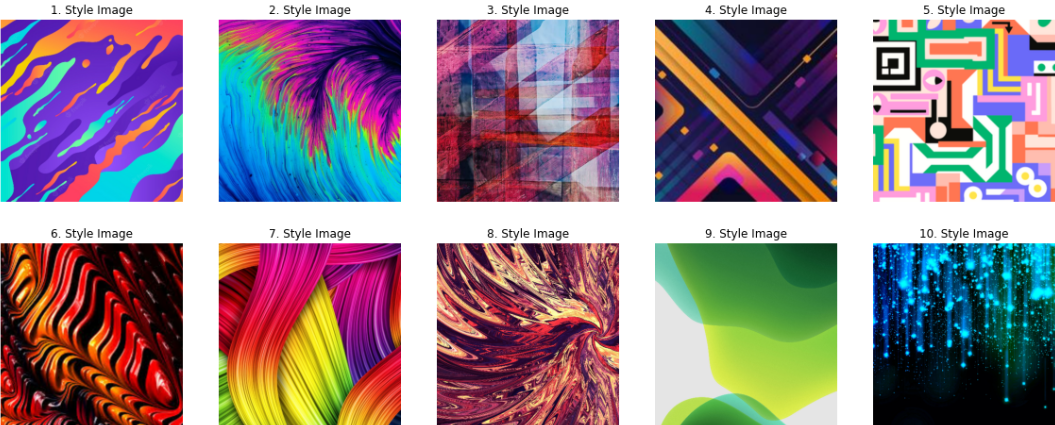 1. Style Image
2. Style Image
3. Style Image
4. Style Image
5. Style Image
6. Style Image
7. Style Image
8. Style Image
9. Style Image
10. Style Image